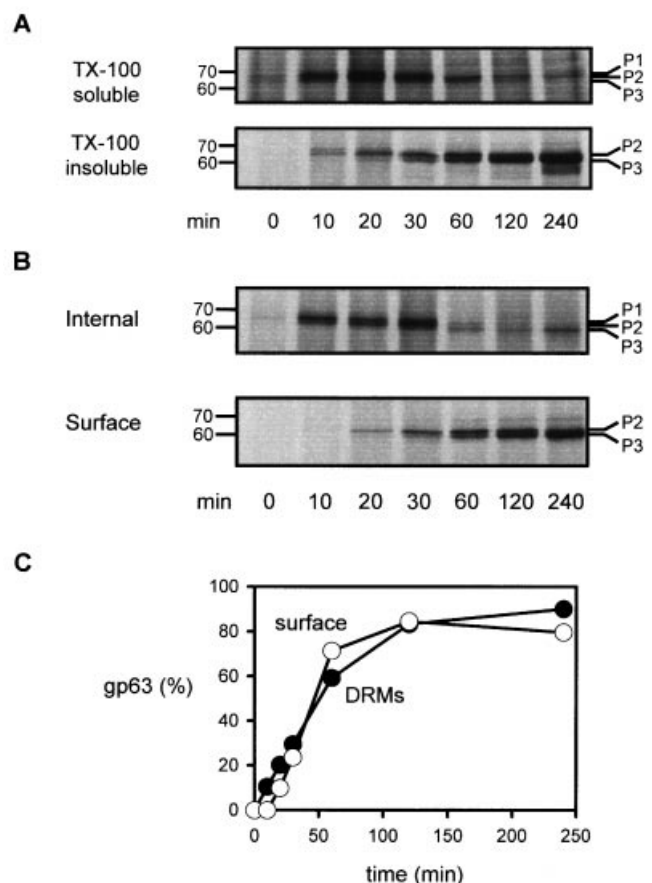 A
TX-100
soluble
70
60
P1
P2
P3
TX-100
insoluble
70
60
P2
P3
min 0 10 20 30 60 120 240
B
Internal
70
60
P1
P2
P3
Surface
70
60
P2
P3
min 0 10 20 30 60 120 240
C
100
80
60
40
20
0
gp63 (%)
surface
DRMs
0 50 100 150 200 250
time (min)